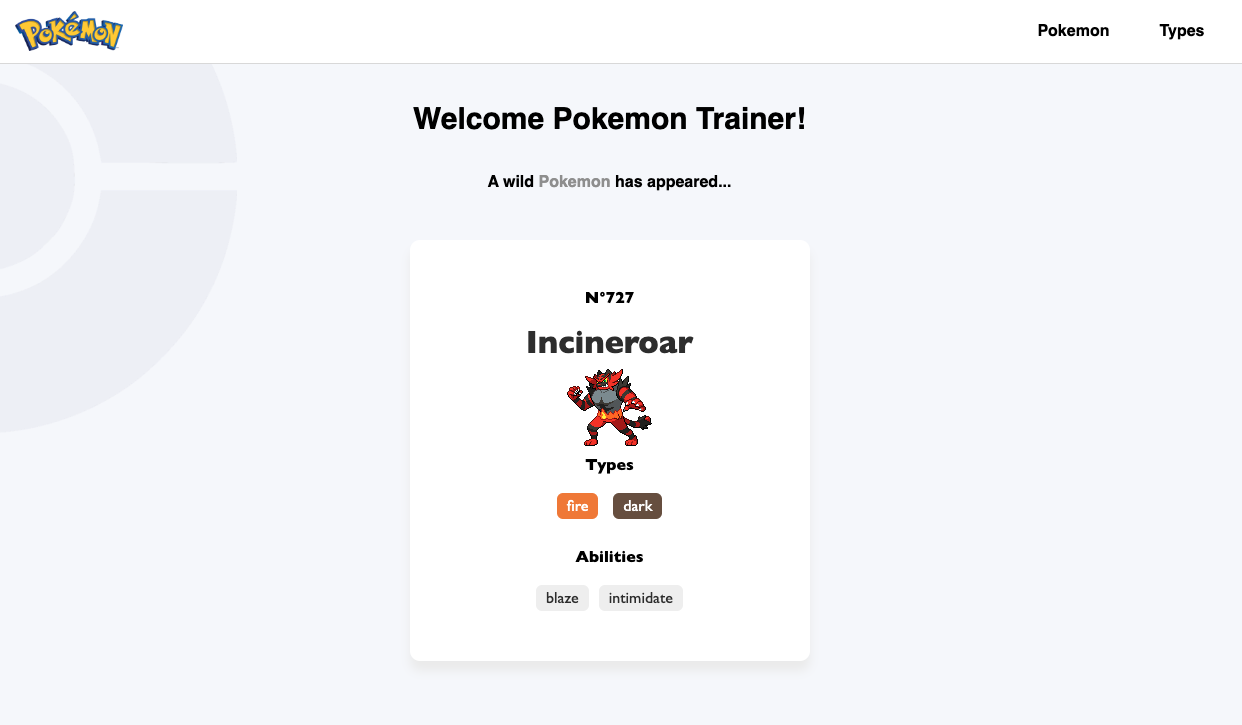 POKéMON
Pokemon
Types
Welcome Pokemon Trainer!
A wild Pokemon has appeared...
N°727
Incineroar
Types
fire
dark
Abilities
blaze
intimidate